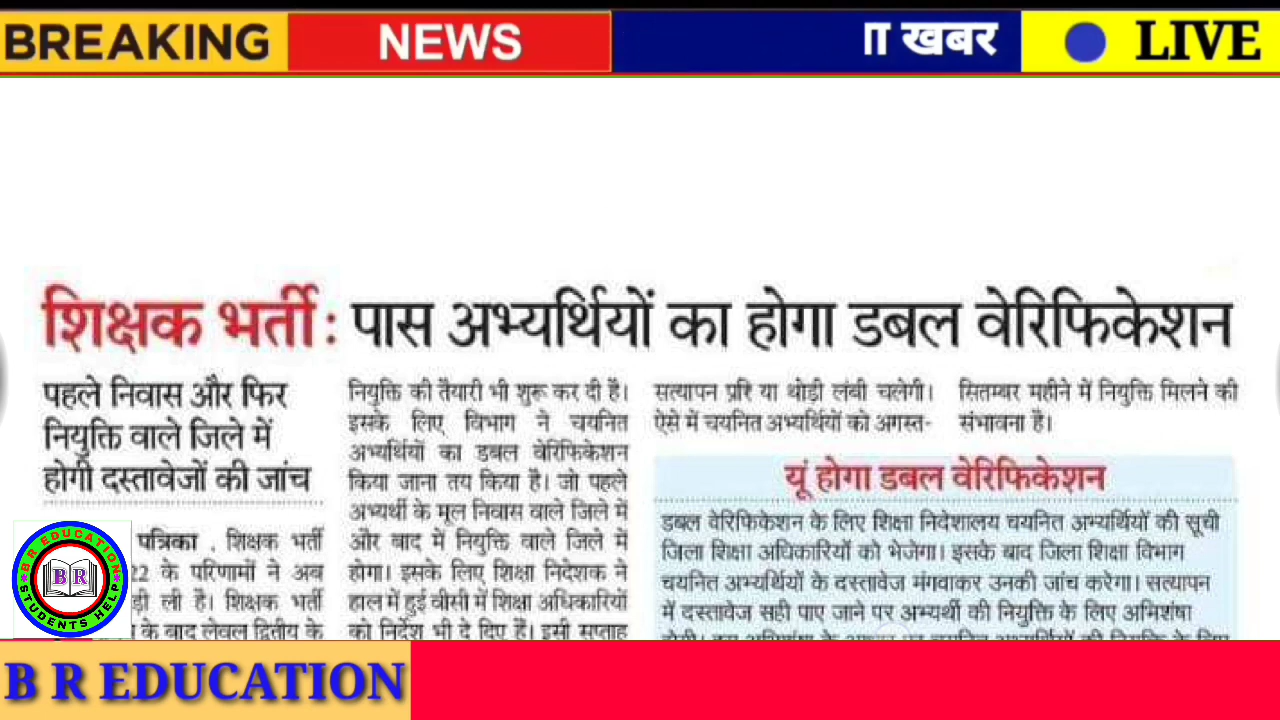 BREAKING NEWS
खबर
LIVE
शिक्षक भर्ती : पास अभ्यर्थियों का होगा डबल वेरिफिकेशन
पहले निवास और फिर
नियुक्ति वाले जिले में
होगी दस्तावेजों की जांच
पत्रिका . शिक्षक भर्ती
22 के परिणामों ने अब
ड़ी ली है। शिक्षक भर्ती
के बाद लेवल द्वितीय के
नियुक्ति की तैयारी भी शुरू कर दी है।
इसके लिए विभाग ने चयनित
अभ्यर्थियों का डबल वेरिफिकेशन
किया जाना तय किया है। जो पहले
अभ्यर्थी के मूल निवास वाले जिले में
और बाद में नियुक्ति वाले जिले में
होगा। इसके लिए शिक्षा निदेशक ने
हाल में हुई वीसी में शिक्षा अधिकारियों
को निर्देश भी दे दिए हैं। इसी सप्ताह
सत्यापन प्ररि या थोड़ी लंबी चलेगी।
ऐसे में चयनित अभ्यर्थियों को अगस्त-
सितम्बर महीने में नियुक्ति मिलने की
संभावना है।
यूं होगा डबल वेरिफिकेशन
डबल वेरिफिकेशन के लिए शिक्षा निदेशालय चयनित अभ्यर्थियों की सूची
जिला शिक्षा अधिकारियों को भेजेगा। इसके बाद जिला शिक्षा विभाग
चयनित अभ्यर्थियों के दस्तावेज मंगवाकर उनकी जांच करेगा। सत्यापन
में दस्तावेज सही पाए जाने पर अभ्यर्थी की नियुक्ति के लिए अभिशंषा
BR EDUCATION
B R
STUDENTS HELP
B R EDUCATION